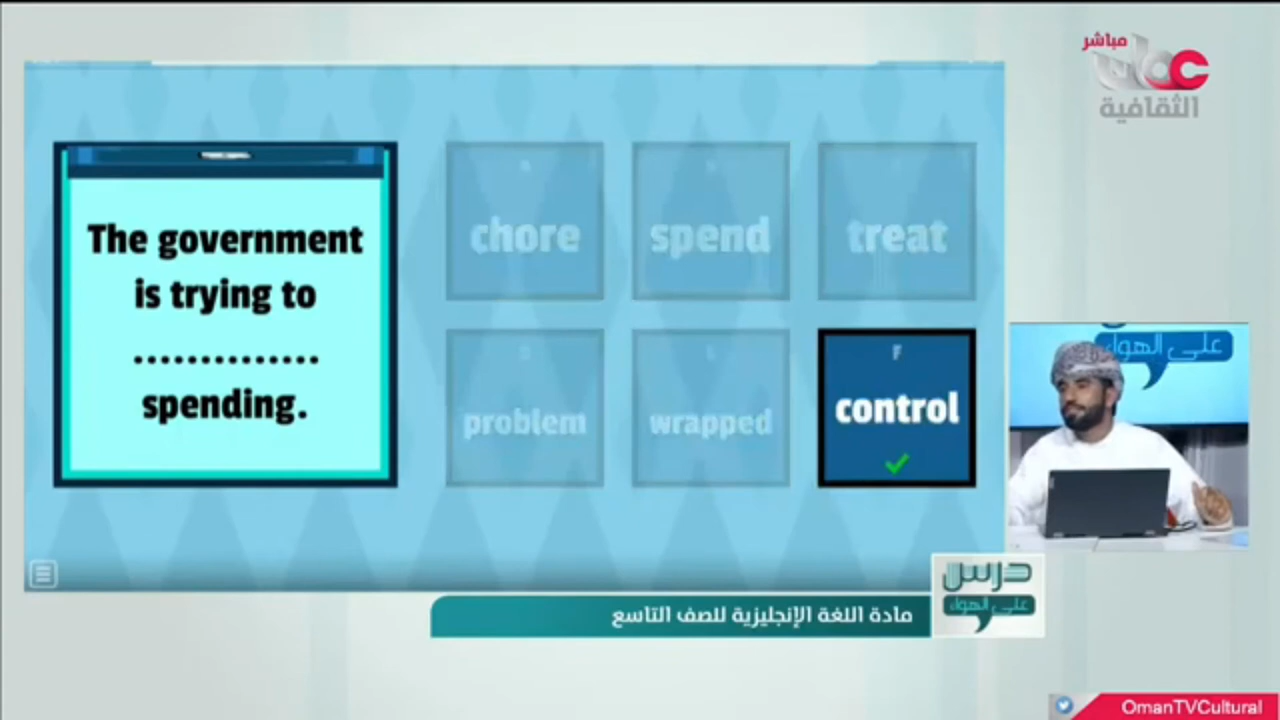 مباشر
عمان
الثقافية
The government
is trying to
..............
spending.
chore
spend
treat
problem
wrapped
F
control
على الهواء
درس
على الهواء
مادة اللغة الإنجليزية للصف التاسع
OmanTVCultural